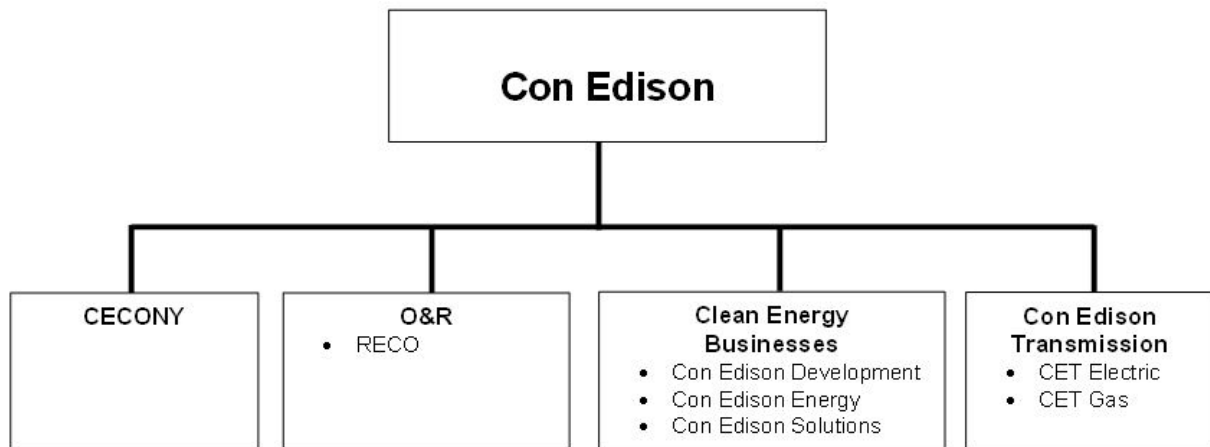 Con Edison
CECONY
O&R
• RECO
Clean Energy
Businesses
• Con Edison Development
• Con Edison Energy
• Con Edison Solutions
Con Edison
Transmission
• CET Electric
• CET Gas